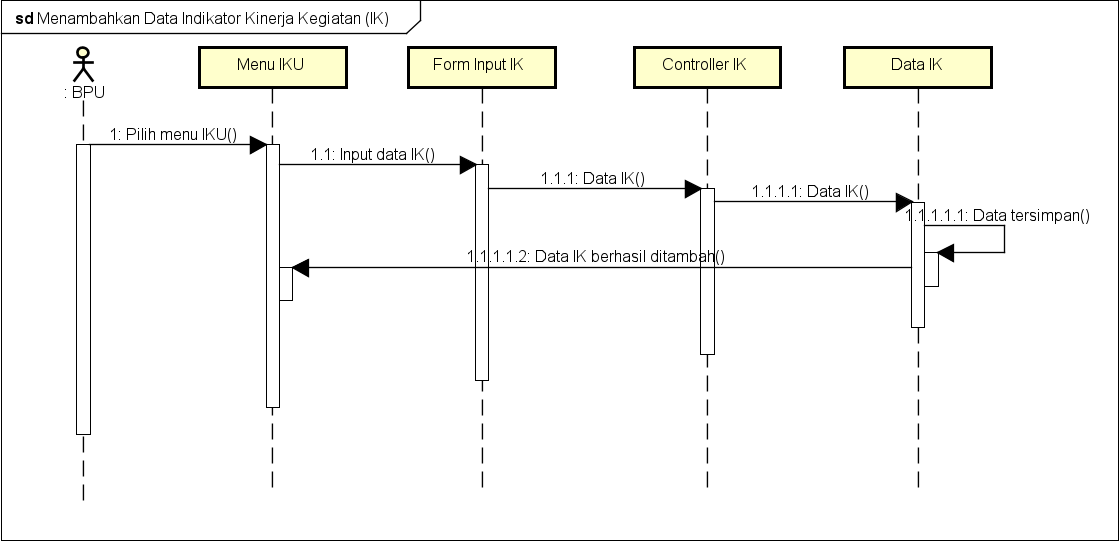 sd Menambahkan Data Indikator Kinerja Kegiatan (IK)
: BPU
Menu IKU
Form Input IK
Controller IK
Data IK
1: Pilih menu IKU()
1.1: Input data IK()
1.1.1: Data IK()
1.1.1.1: Data IK()
1.1.1.1.1: Data tersimpan()
1.1.1.1.2: Data IK berhasil ditambah()